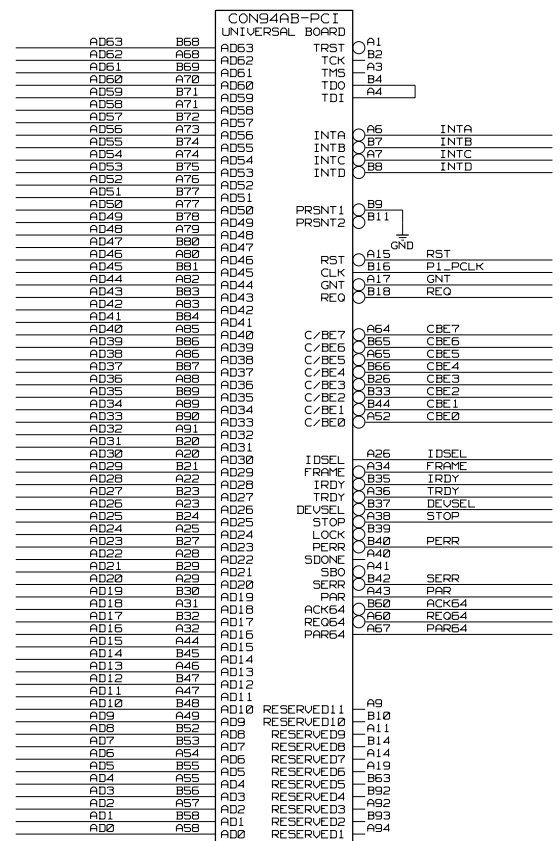 CON94AB-PCI
UNIVERSAL BOARD
AD63 B68 AD63
AD62 A68 AD62
AD61 B69 AD61
AD60 A70 AD60
AD59 B71 AD59
AD58 A71 AD58
AD57 B72 AD57
AD56 A73 AD56
AD55 B74 AD55
AD54 A74 AD54
AD53 B75 AD53
AD52 A76 AD52
AD51 B77 AD51
AD50 A77 AD50
AD49 B78 AD49
AD48 A79 AD48
AD47 B80 AD47
AD46 A80 AD46
AD45 B81 AD45
AD44 A82 AD44
AD43 B83 AD43
AD42 A83 AD42
AD41 B84 AD41
AD40 A85 AD40
AD39 B86 AD39
AD38 A86 AD38
AD37 B87 AD37
AD36 A88 AD36
AD35 B89 AD35
AD34 A89 AD34
AD33 B90 AD33
AD32 A91 AD32
AD31 B20 AD31
AD30 A20 AD30
AD29 B21 AD29
AD28 A22 AD28
AD27 B23 AD27
AD26 A23 AD26
AD25 B24 AD25
AD24 A25 AD24
AD23 B27 AD23
AD22 A28 AD22
AD21 B29 AD21
AD20 A29 AD20
AD19 B30 AD19
AD18 A31 AD18
AD17 B32 AD17
AD16 A32 AD16
AD15 A44 AD15
AD14 B45 AD14
AD13 A46 AD13
AD12 B47 AD12
AD11 A47 AD11
AD10 B48 AD10
AD9 A49 AD9
AD8 B52 AD8
AD7 B53 AD7
AD6 A54 AD6
AD5 B55 AD5
AD4 A55 AD4
AD3 B56 AD3
AD2 A57 AD2
AD1 B58 AD1
AD0 A58 AD0
TRST A1
TCK B2
TMS A3
TDO B4
TDI A4
INTA A6 INTA
INTB B7 INTB
INTC A7 INTC
INTD B8 INTD
PRSNT1 B9
PRSNT2 B11
GND
RST A15 RST
CLK B16 P1_PCLK
GNT A17 GNT
REQ B18 REQ
C/BE7 A64 CBE7
C/BE6 B65 CBE6
C/BE5 A65 CBE5
C/BE4 B66 CBE4
C/BE3 B26 CBE3
C/BE2 B33 CBE2
C/BE1 B44 CBE1
C/BE0 A52 CBE0
IDSEL A26 IDSEL
FRAME A34 FRAME
IRDY B35 IRDY
TRDY A36 TRDY
DEVSEL B37 DEVSEL
STOP A38 STOP
LOCK B39
PERR B40 PERR
SDONE A40
SBO A41
SERR B42 SERR
PAR A43 PAR
ACK64 B60 ACK64
REQ64 A60 REQ64
PAR64 A67 PAR64
RESERVED11 A9
RESERVED10 B10
RESERVED9 A11
RESERVED8 B14
RESERVED7 A14
RESERVED6 A19
RESERVED5 B63
RESERVED4 B92
RESERVED3 A92
RESERVED2 B93
RESERVED1 A94